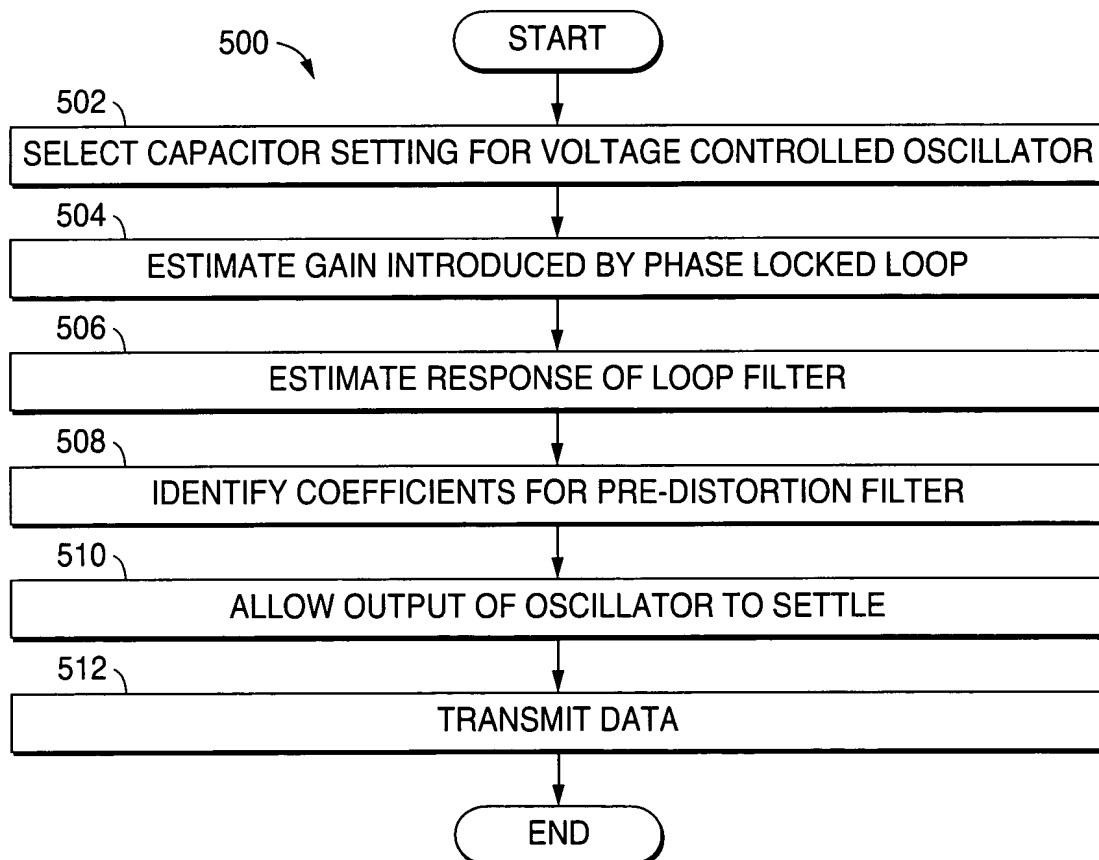 START
500
502
SELECT CAPACITOR SETTING FOR VOLTAGE CONTROLLED OSCILLATOR
504
ESTIMATE GAIN INTRODUCED BY PHASE LOCKED LOOP
506
ESTIMATE RESPONSE OF LOOP FILTER
508
IDENTIFY COEFFICIENTS FOR PRE-DISTORTION FILTER
510
ALLOW OUTPUT OF OSCILLATOR TO SETTLE
512
TRANSMIT DATA
END